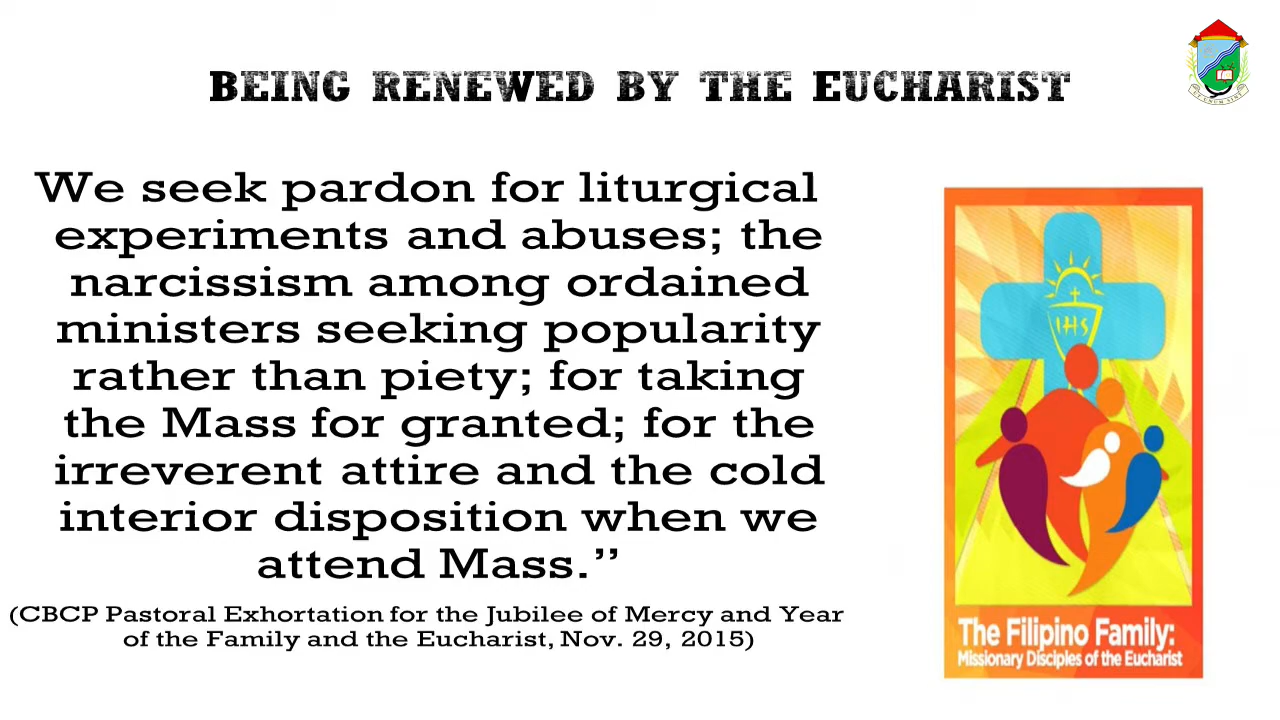 BEING RENEWED BY THE EUCHARIST
We seek pardon for liturgical
experiments and abuses; the
narcissism among ordained
ministers seeking popularity
rather than piety; for taking
the Mass for granted; for the
irreverent attire and the cold
interior disposition when we
attend Mass.”
(CBCP Pastoral Exhortation for the Jubilee of Mercy and Year
of the Family and the Eucharist, Nov. 29, 2015)
UT UNUM SINT
IHS
The Filipino Family:
Missionary Disciples of the Eucharist